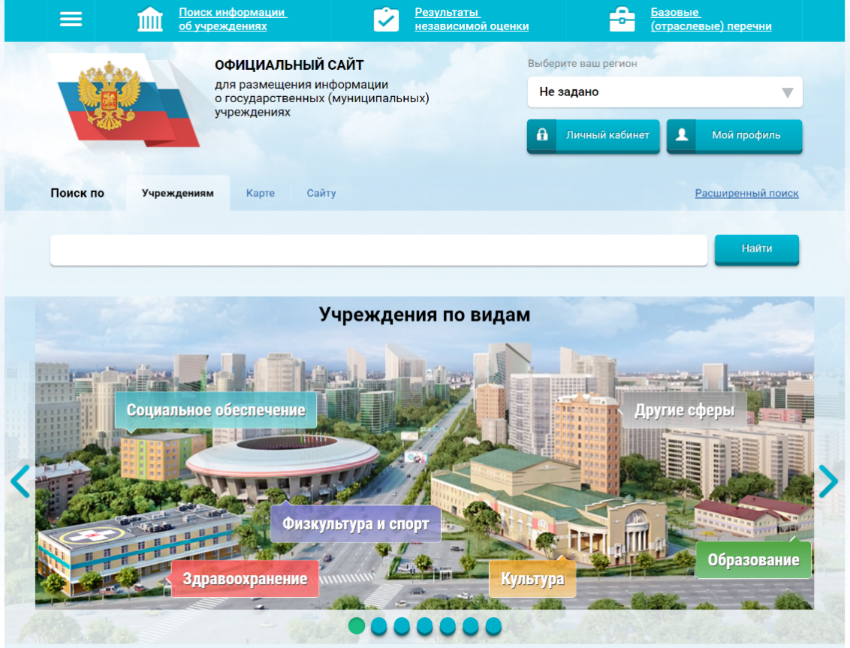 Поиск информации
об учреждениях
Результаты
независимой оценки
Базовые
(отраслевые) перечни
ОФИЦИАЛЬНЫЙ САЙТ
для размещения информации
о государственных (муниципальных)
учреждениях
Выберите ваш регион
Не задано
Личный кабинет
Мой профиль
Поиск по
Учреждениям
Карте
Сайту
Расширенный поиск
Найти
Учреждения по видам
Социальное обеспечение
Другие сферы
Физкультура и спорт
Образование
Здравоохранение
Культура